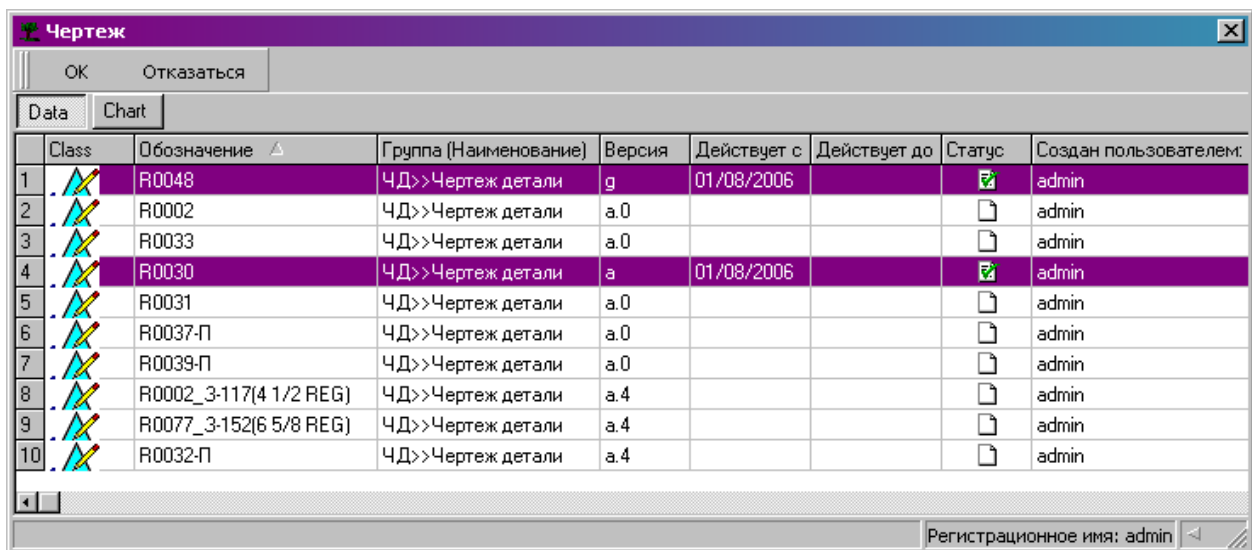 Чертеж
OK Отказаться
Data Chart
Class Обозначение Группа (Наименование) Версия Действует с Действует до Статус Создан пользователем:
1 R0048 ЧД>>Чертеж детали g 01/08/2006 admin
2 R0002 ЧД>>Чертеж детали a.0 admin
3 R0033 ЧД>>Чертеж детали a.0 admin
4 R0030 ЧД>>Чертеж детали a 01/08/2006 admin
5 R0031 ЧД>>Чертеж детали a.0 admin
6 R0037-П ЧД>>Чертеж детали a.0 admin
7 R0039-П ЧД>>Чертеж детали a.0 admin
8 R0002_З-117(4 1/2 REG) ЧД>>Чертеж детали a.4 admin
9 R0077_З-152(6 5/8 REG) ЧД>>Чертеж детали a.4 admin
10 R0032-П ЧД>>Чертеж детали a.4 admin
Регистрационное имя: admin